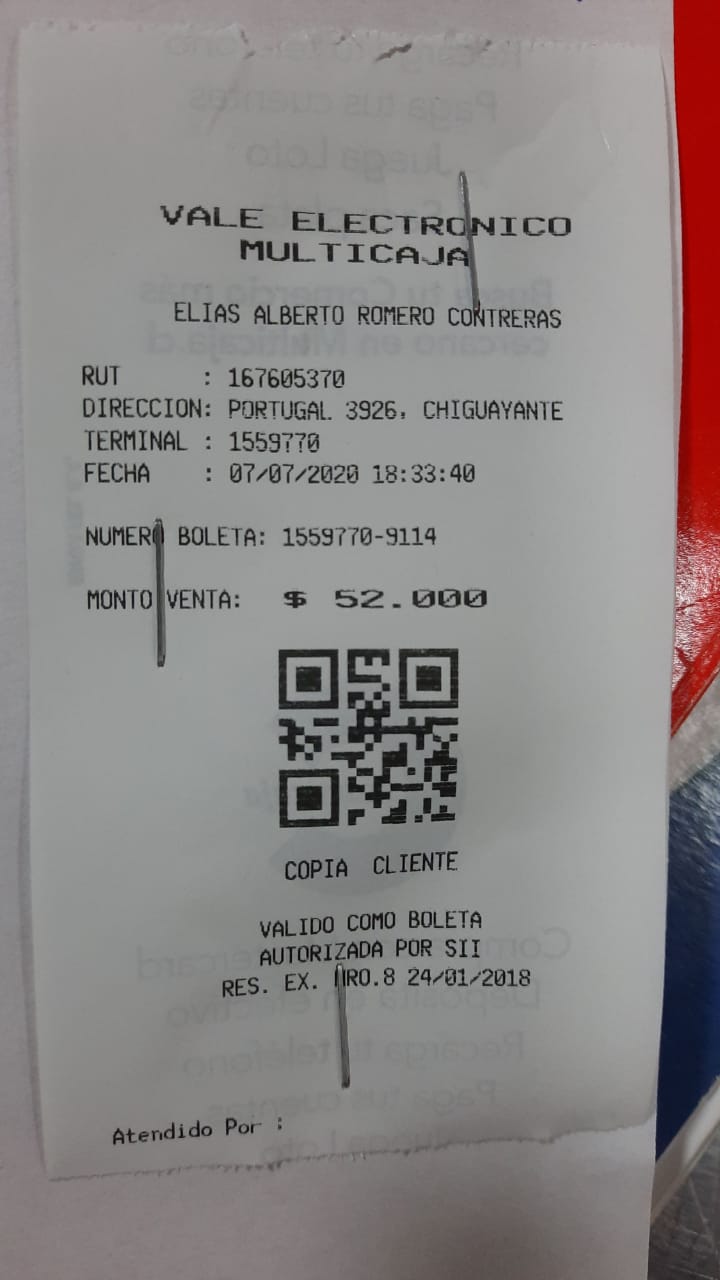 VALE ELECTRONICO
MULTICAJA
ELIAS ALBERTO ROMERO CONTRERAS
RUT : 167605370
DIRECCION: PORTUGAL 3926, CHIGUAYANTE
TERMINAL : 1559770
FECHA : 07/07/2020 18:33:40
NUMERO BOLETA: 1559770-9114
MONTO VENTA: $ 52.000
COPIA CLIENTE
VALIDO COMO BOLETA
AUTORIZADA POR SII
RES. EX. NRO.8 24/01/2018
Atendido Por :